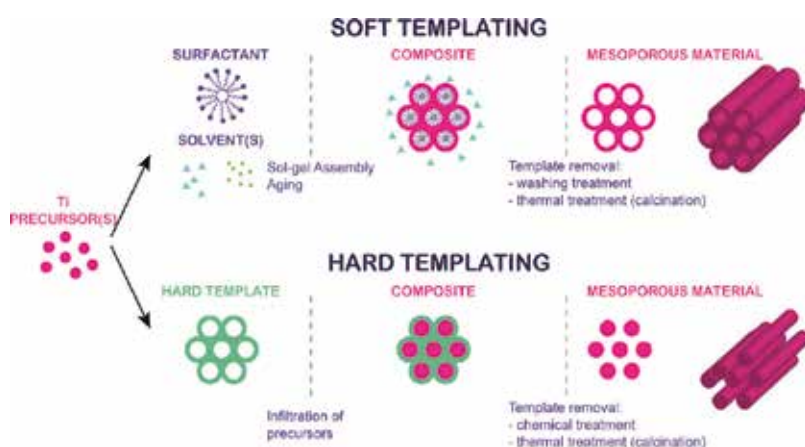 SOFT TEMPLATING
SURFACTANT
COMPOSITE
MESOPOROUS MATERIAL
SOLVENT(S)
Sol-gel Assembly
Aging
Template removal:
- washing treatment
- thermal treatment (calcination)
Ti
PRECURSOR(S)
HARD TEMPLATING
HARD TEMPLATE
COMPOSITE
MESOPOROUS MATERIAL
Infiltration of
precursors
Template removal:
- chemical treatment
- thermal treatment (calcination)